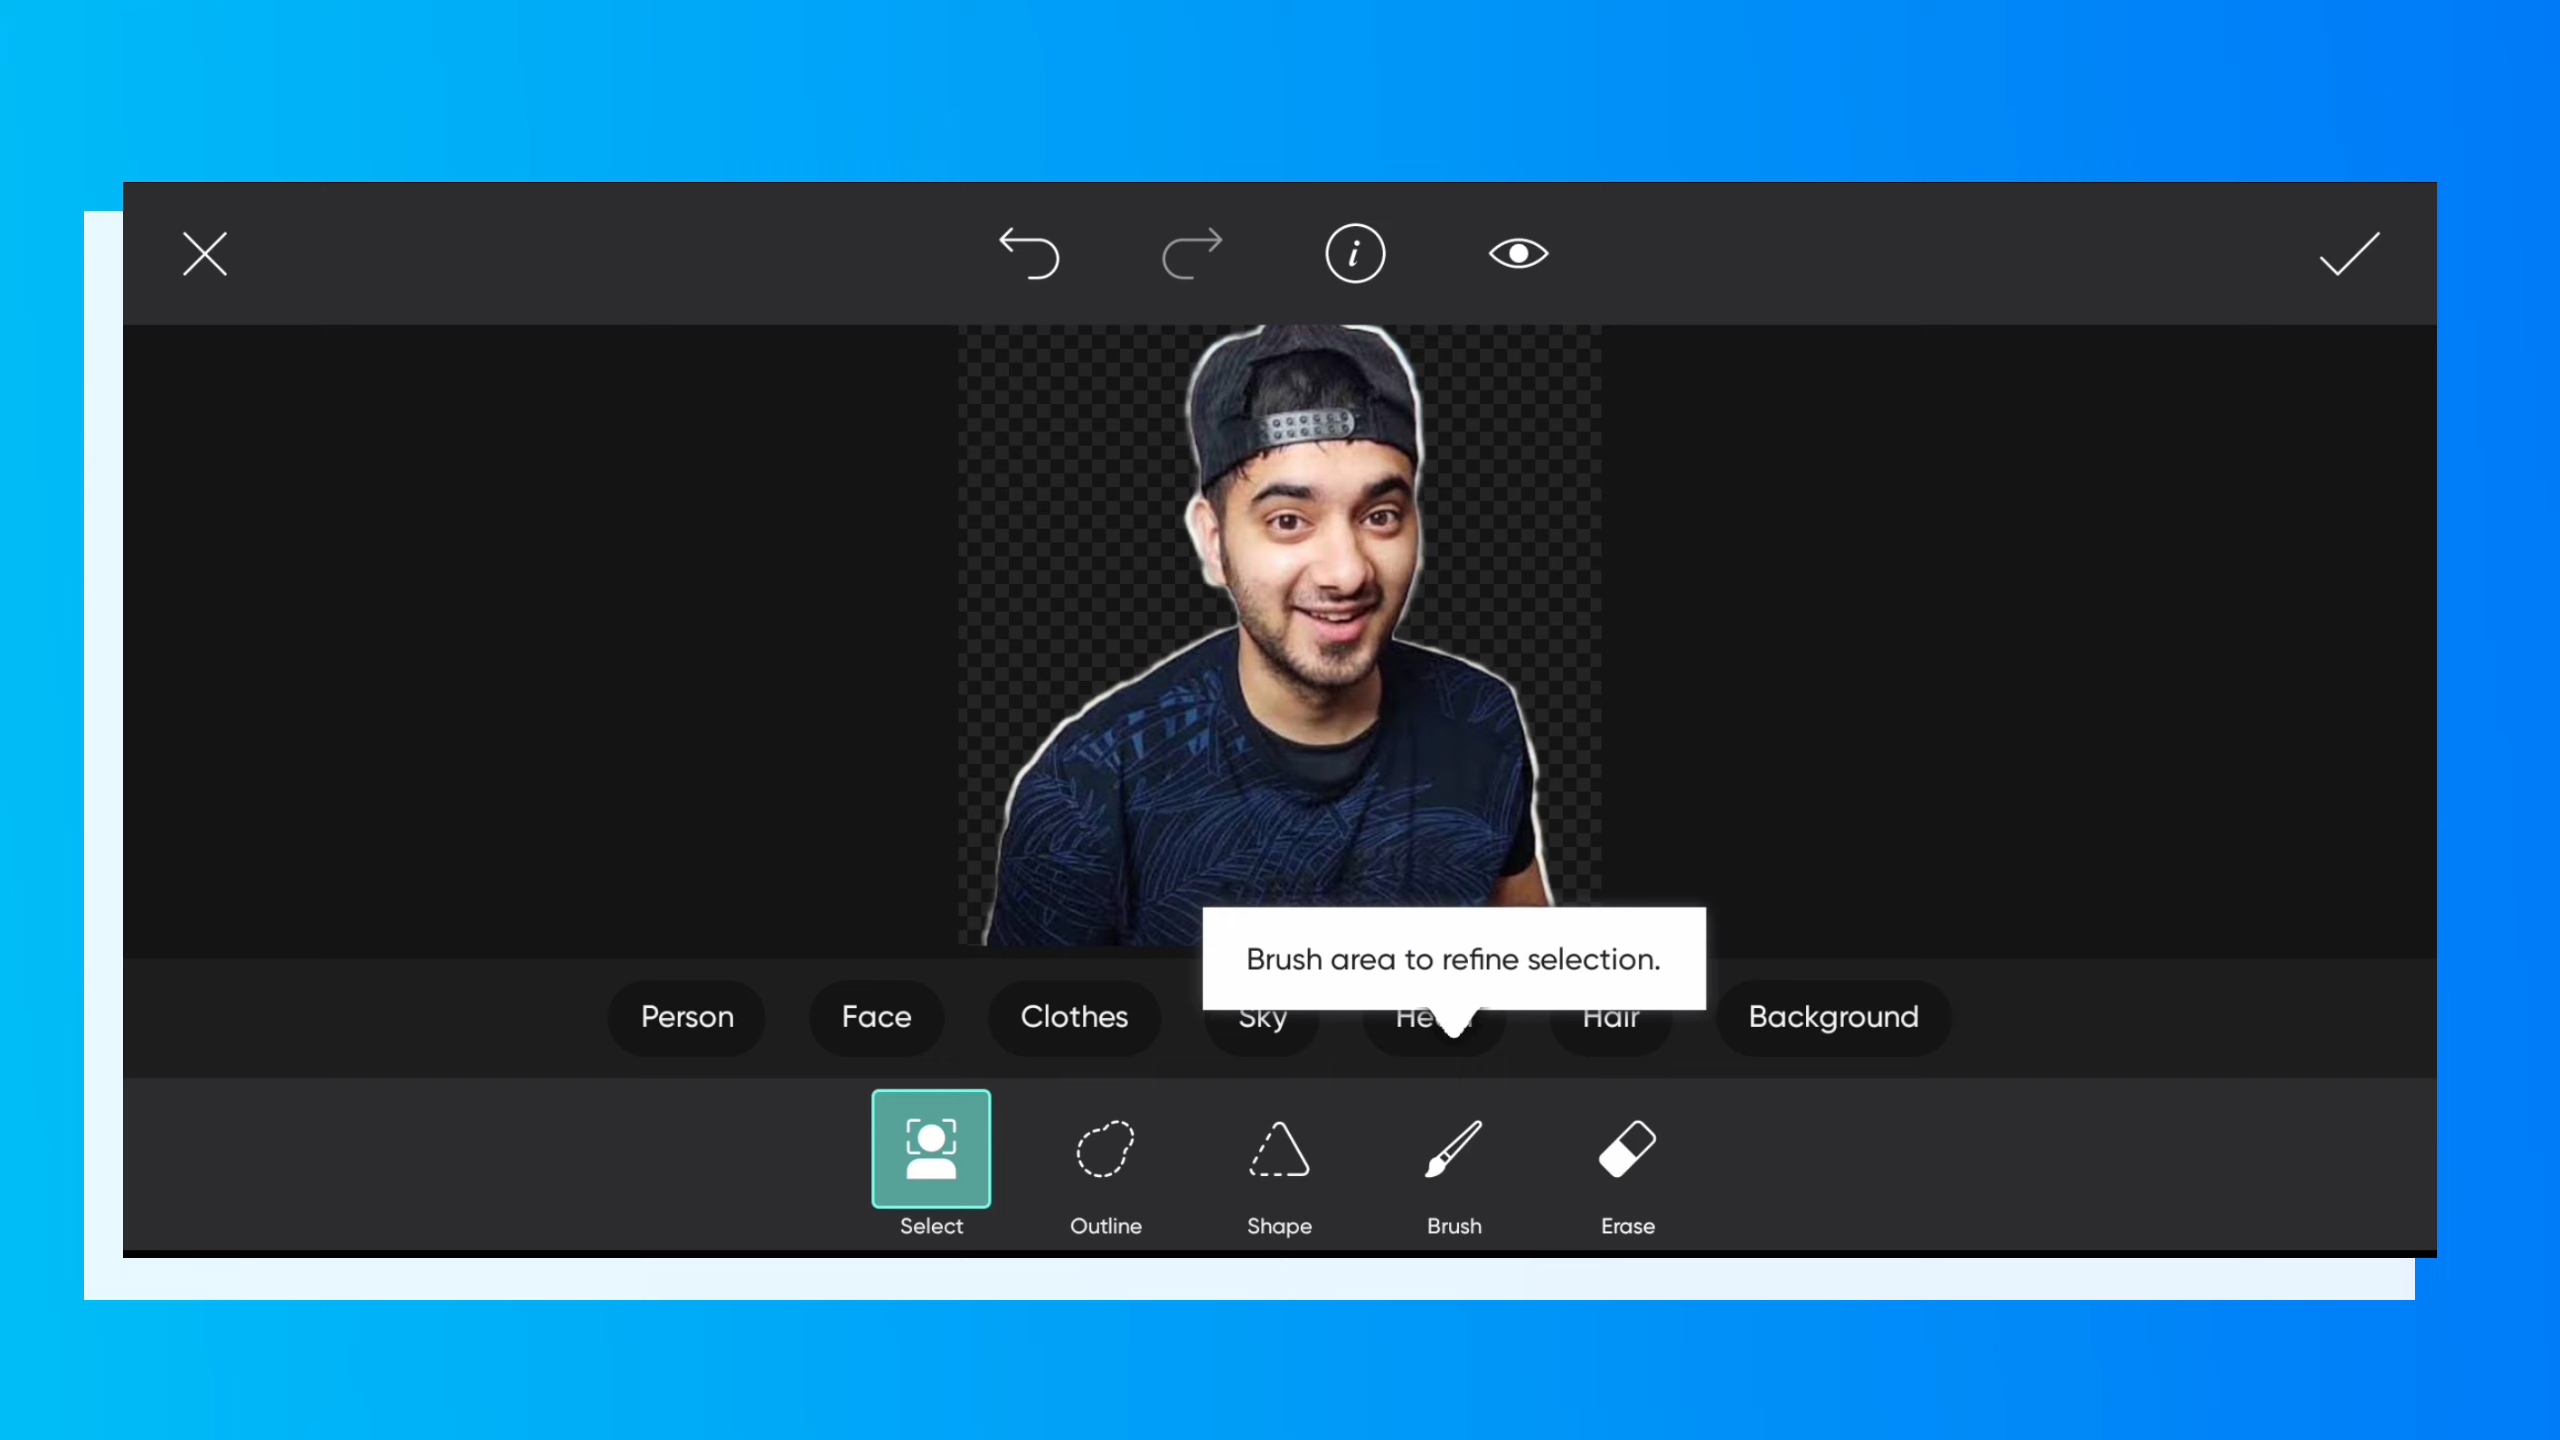 Brush area to refine selection.
Person Face Clothes Sky Hair Background
Select Outline Shape Brush Erase